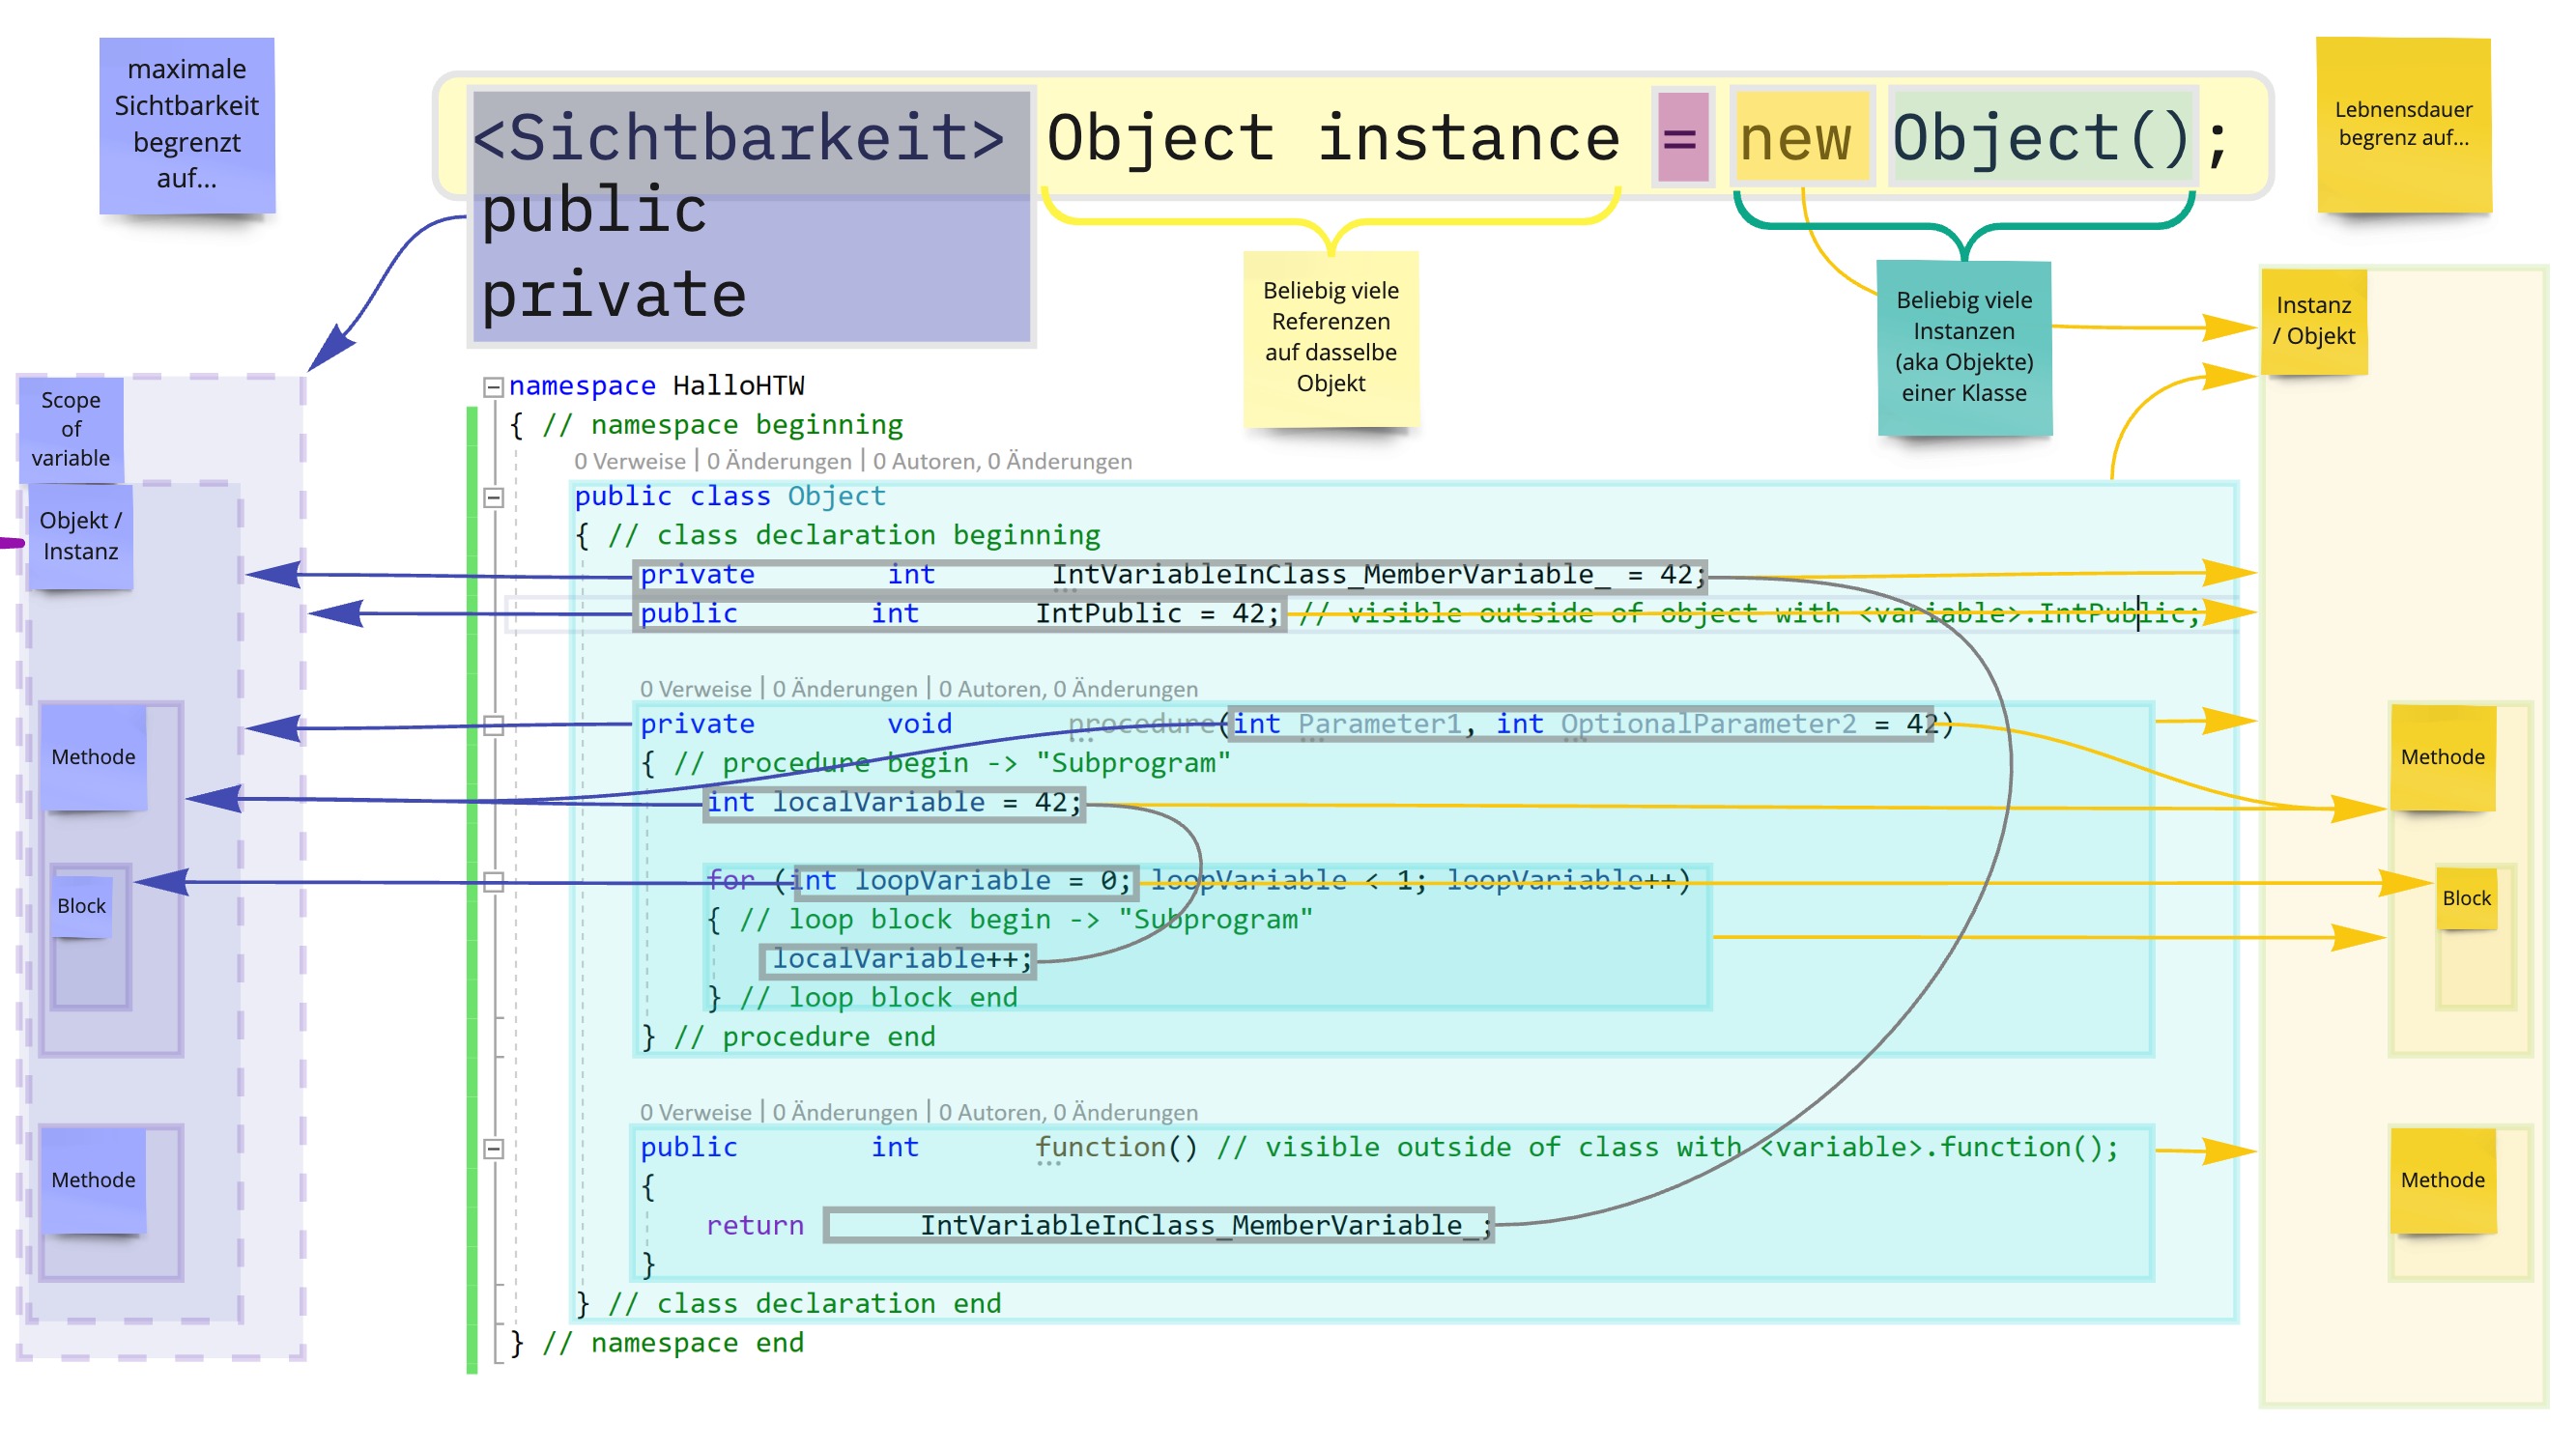 maximale
Sichtbarkeit
begrenzt
auf...
<Sichtbarkeit> Object instance = new Object();
public
private
Lebnensdauer
begrenz auf...
Beliebig viele
Referenzen
auf dasselbe
Objekt
Beliebig viele
Instanzen
(aka Objekte)
einer Klasse
Instanz
/ Objekt
Scope
of
variable
Objekt /
Instanz
Methode
Block
Methode
namespace HalloHTW
{ // namespace beginning
0 Verweise | 0 Änderungen | 0 Autoren, 0 Änderungen
public class Object
{ // class declaration beginning
private int IntVariableInClass_MemberVariable_ = 42;
public int IntPublic = 42; // visible outside of object with <variable>.IntPublic;
0 Verweise | 0 Änderungen | 0 Autoren, 0 Änderungen
private void procedure(int Parameter1, int OptionalParameter2 = 42)
{ // procedure begin -> "Subprogram"
int localVariable = 42;
for (int loopVariable = 0; loopVariable < 1; loopVariable++)
{ // loop block begin -> "Subprogram"
localVariable++;
} // loop block end
} // procedure end
0 Verweise | 0 Änderungen | 0 Autoren, 0 Änderungen
public int function() // visible outside of class with <variable>.function();
{
return IntVariableInClass_MemberVariable_;
}
} // class declaration end
} // namespace end
Methode
Block
Methode